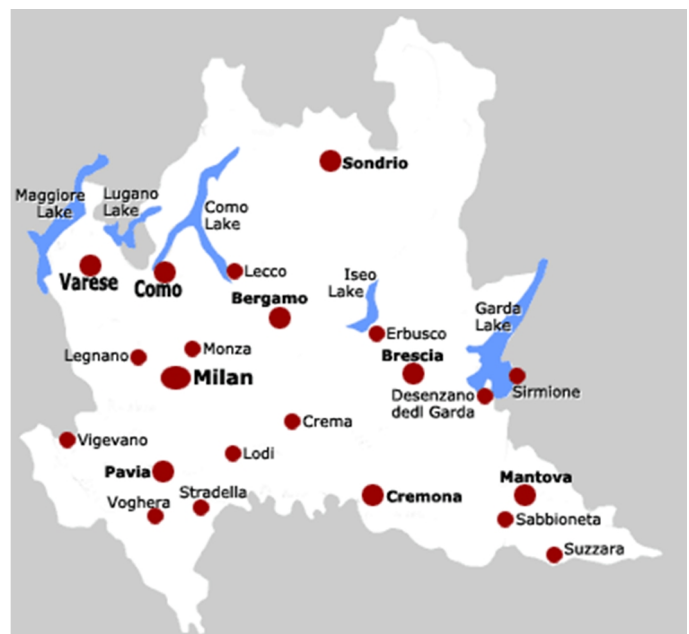 Sondrio
Maggiore
Lake
Lugano
Lake
Como
Lake
Varese
Como
Lecco
Iseo
Lake
Bergamo
Garda
Lake
Erbusco
Legnano
Monza
Brescia
Milan
Desenzano
dedl Garda
Sirmione
Crema
Vigevano
Lodi
Pavia
Stradella
Voghera
Cremona
Mantova
Sabbioneta
Suzzara